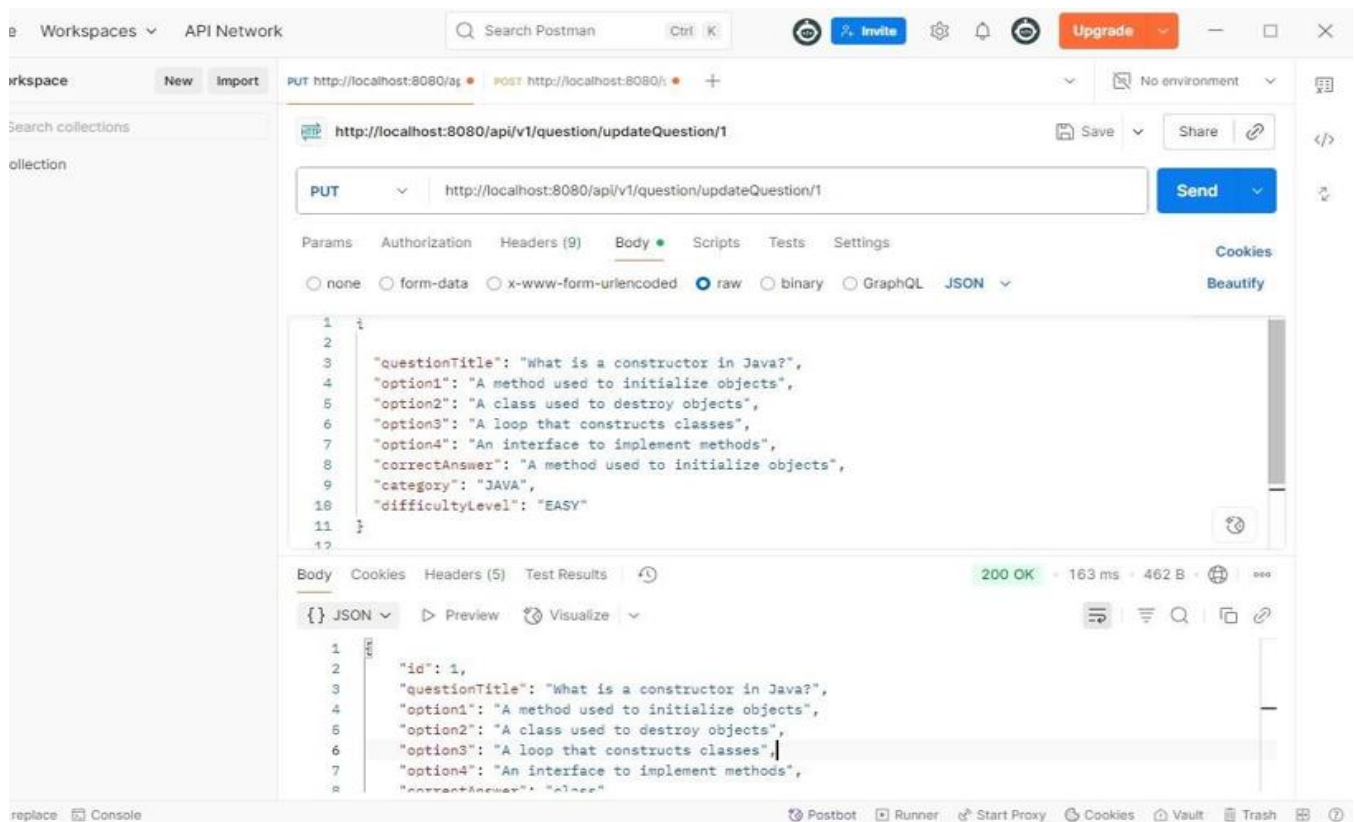 Workspaces API Network Search Postman Ctrl K Invite Upgrade
rkspace New Import PUT http://localhost:8080/ap POST http://localhost:8080/ No environment
Search collections
http://localhost:8080/api/v1/question/updateQuestion/1 Save Share
ollection
PUT http://localhost:8080/api/v1/question/updateQuestion/1 Send
Params Authorization Headers (9) Body Scripts Tests Settings Cookies
none form-data x-www-form-urlencoded raw binary GraphQL JSON Beautify
1 {
2
3 "questionTitle": "What is a constructor in Java?",
4 "option1": "A method used to initialize objects",
5 "option2": "A class used to destroy objects",
6 "option3": "A loop that constructs classes",
7 "option4": "An interface to implement methods",
8 "correctAnswer": "A method used to initialize objects",
9 "category": "JAVA",
10 "difficultyLevel": "EASY"
11 }
12
Body Cookies Headers (5) Test Results 200 OK 163 ms 462 B
{} JSON Preview Visualize
1 {
2 "id": 1,
3 "questionTitle": "What is a constructor in Java?",
4 "option1": "A method used to initialize objects",
5 "option2": "A class used to destroy objects",
6 "option3": "A loop that constructs classes",
7 "option4": "An interface to implement methods",
8 "correctAnswer": "class"
replace Console Postbot Runner Start Proxy Cookies Vault Trash